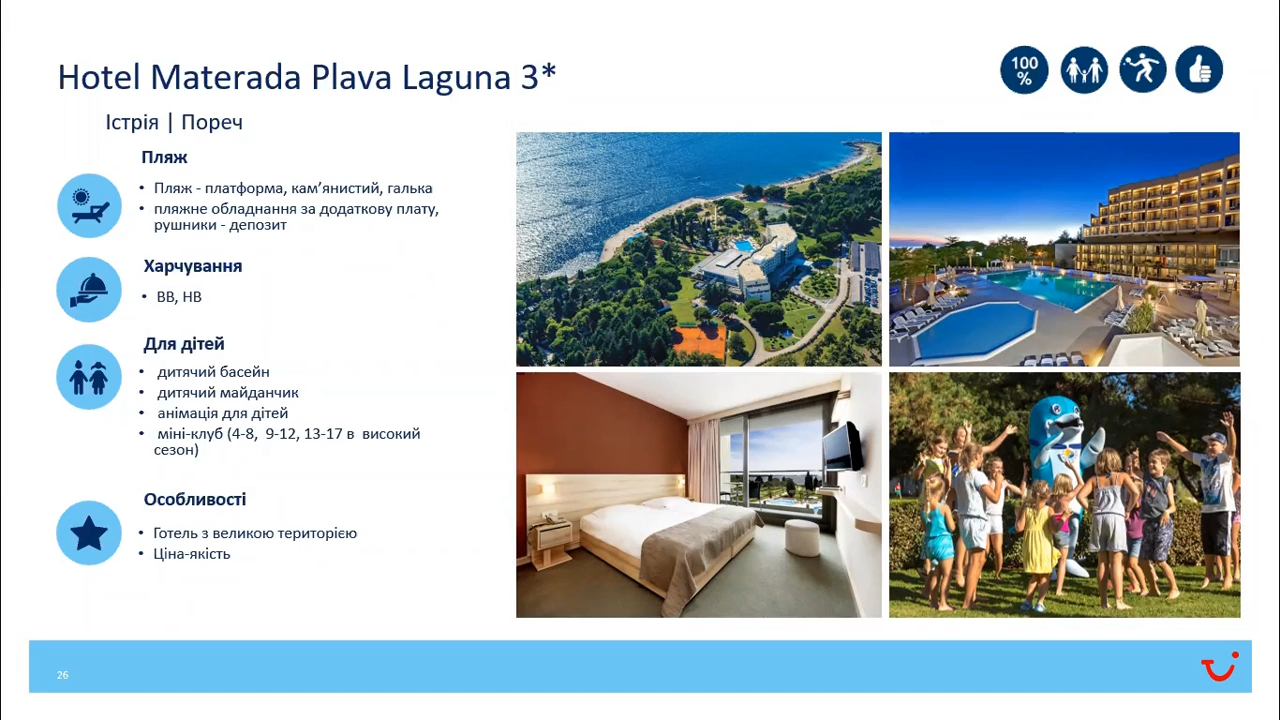 Hotel Materada Plava Laguna 3*
100
%
Істрія | Пореч
Пляж
• Пляж - платформа, кам’янистий, галька
• пляжне обладнання за додаткову плату,
рушники - депозит
Харчування
• BB, HB
Для дітей
• дитячий басейн
• дитячий майданчик
• анімація для дітей
• міні-клуб (4-8, 9-12, 13-17 в високий
сезон)
Особливості
• Готель з великою територією
• Ціна-якість
26